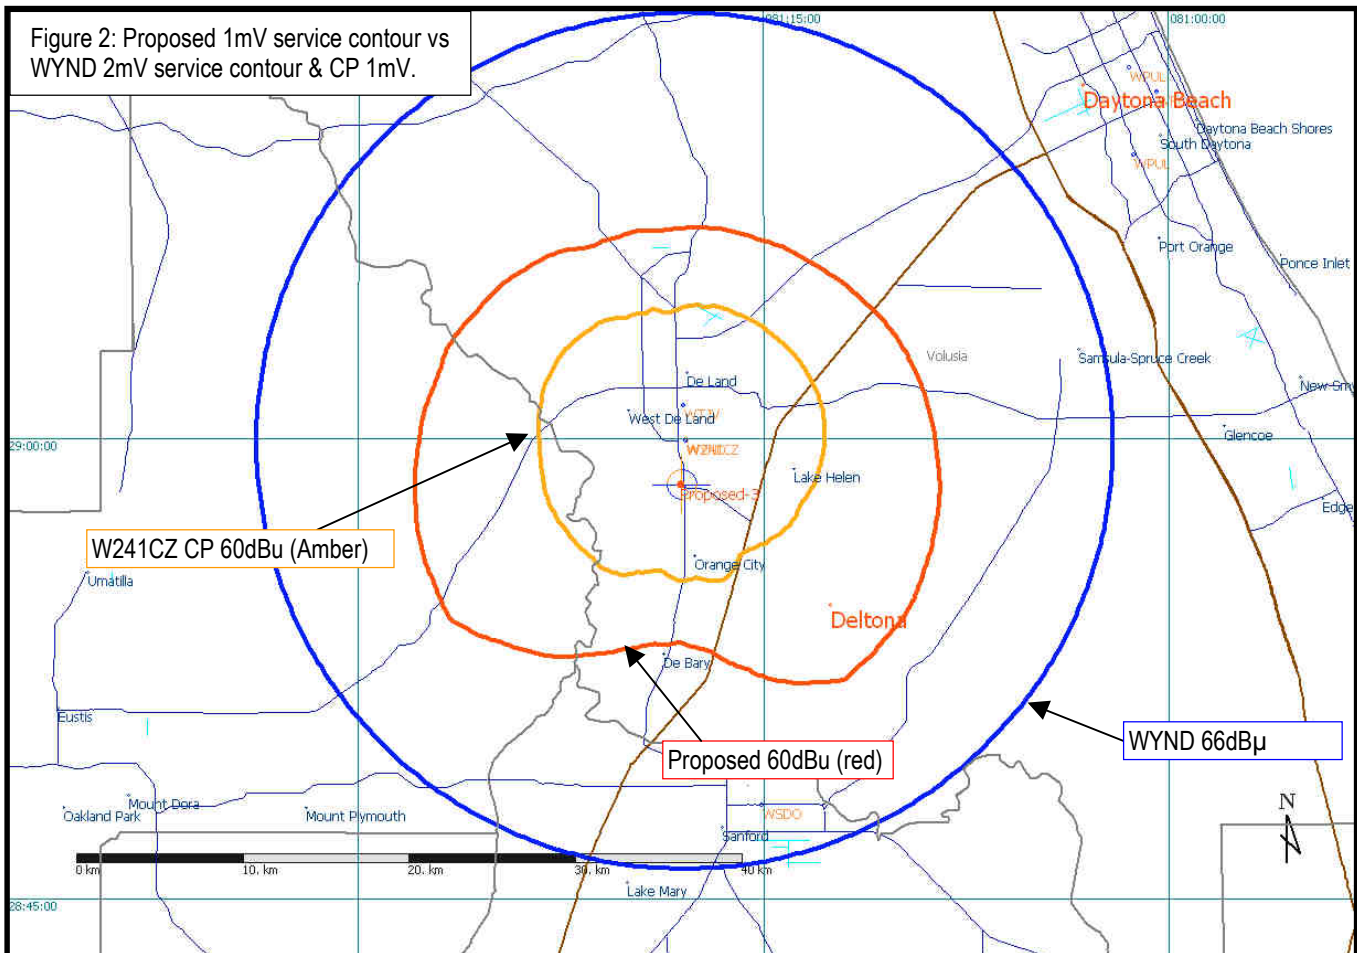 Figure 2: Proposed 1mV service contour vs
WYND 2mV service contour & CP 1mV.
081:15:00
081:00:00
WPUL
Daytona Beach
Daytona Beach Shores
South Daytona
WPUL
Port Orange
Ponce Inlet
Volusia
Samsula-Spruce Creek
De Land
New Smy
West De Land
Glencoe
29:00:00
Lake Helen
Proposed-3
Edge
W241CZ CP 60dBu (Amber)
Orange City
Umatilla
Deltona
De Bary
Eustis
WYND 66dBµ
Proposed 60dBu (red)
Mount Dora
Oakland Park
Mount Plymouth
WSDO
Sanford
N
0 km
10. km
20. km
30. km
40 km
Lake Mary
28:45:00